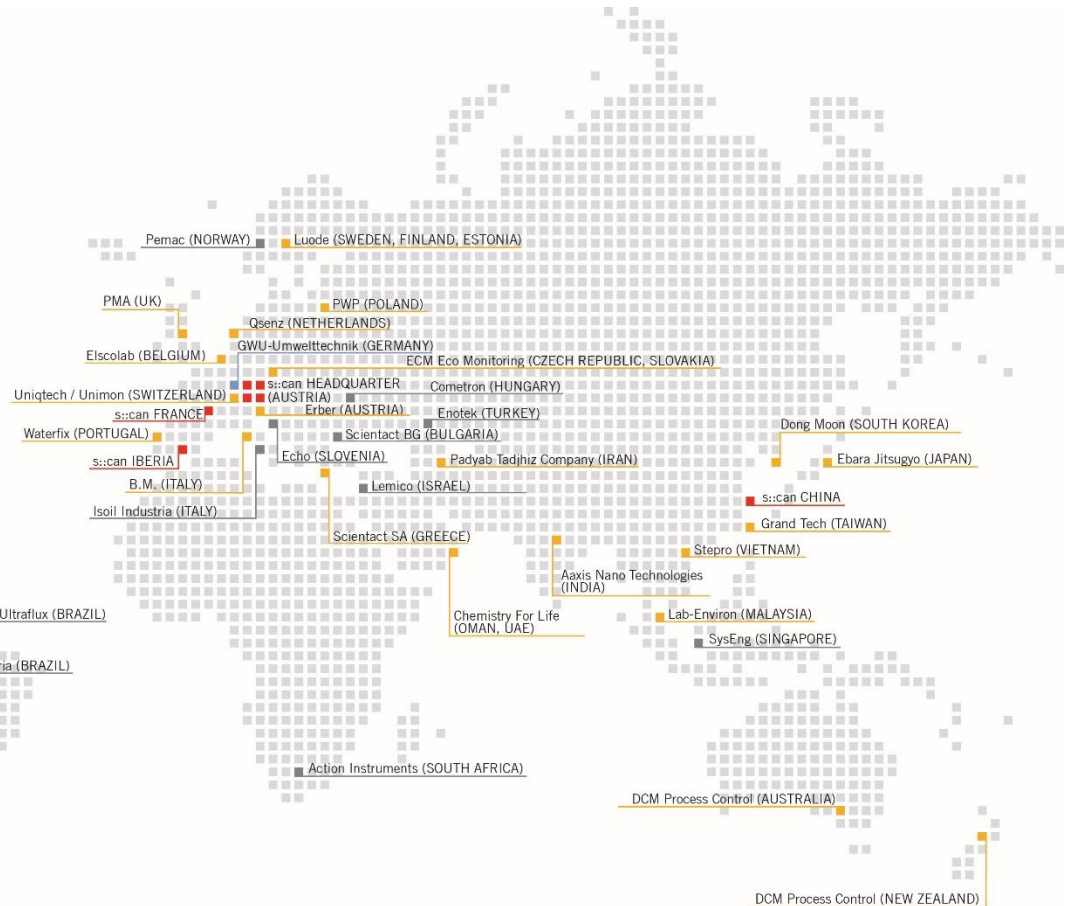 Pemac (NORWAY)
Luode (SWEDEN, FINLAND, ESTONIA)
PMA (UK)
PWP (POLAND)
Qsenz (NETHERLANDS)
GWU-Umwelttechnik (GERMANY)
Elscolab (BELGIUM)
ECM Eco Monitoring (CZECH REPUBLIC, SLOVAKIA)
s::can HEADQUARTER
(AUSTRIA)
Cometron (HUNGARY)
Uniqtech / Unimon (SWITZERLAND)
Erber (AUSTRIA)
s::can FRANCE
Enotek (TURKEY)
Dong Moon (SOUTH KOREA)
Waterfix (PORTUGAL)
Scientact BG (BULGARIA)
Echo (SLOVENIA)
s::can IBERIA
Padyab Tadjhiz Company (IRAN)
Ebara Jitsugyo (JAPAN)
B.M. (ITALY)
Lemico (ISRAEL)
s::can CHINA
Isoil Industria (ITALY)
Grand Tech (TAIWAN)
Scientact SA (GREECE)
Stepro (VIETNAM)
Aaxis Nano Technologies
(INDIA)
Ultraflux (BRAZIL)
Chemistry For Life
(OMAN, UAE)
Lab-Environ (MALAYSIA)
SysEng (SINGAPORE)
ria (BRAZIL)
Action Instruments (SOUTH AFRICA)
DCM Process Control (AUSTRALIA)
DCM Process Control (NEW ZEALAND)